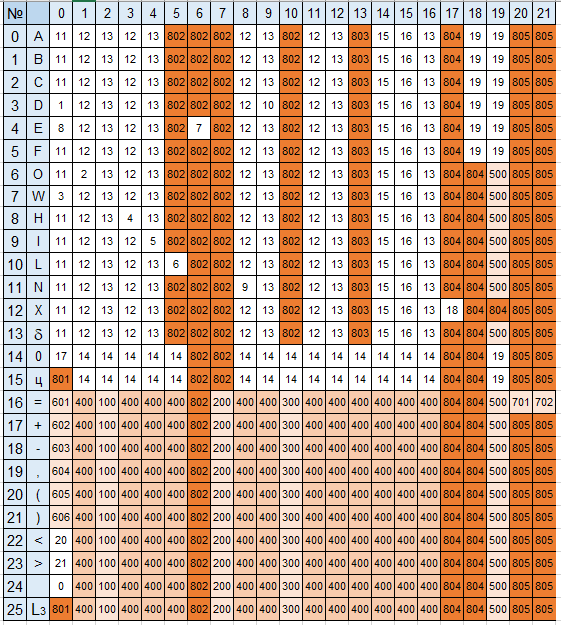 № 0 1 2 3 4 5 6 7 8 9 10 11 12 13 14 15 16 17 18 19 20 21
0 A 11 12 13 12 13 802 802 802 12 13 802 12 13 803 15 16 13 804 19 19 805 805
1 B 11 12 13 12 13 802 802 802 12 13 802 12 13 803 15 16 13 804 19 19 805 805
2 C 11 12 13 12 13 802 802 802 12 13 802 12 13 803 15 16 13 804 19 19 805 805
3 D 1 12 13 12 13 802 802 802 12 10 802 12 13 803 15 16 13 804 19 19 805 805
4 E 8 12 13 12 13 802 7 802 12 13 802 12 13 803 15 16 13 804 19 19 805 805
5 F 11 12 13 12 13 802 802 802 12 13 802 12 13 803 15 16 13 804 19 19 805 805
6 O 11 2 13 12 13 802 802 802 12 13 802 12 13 803 15 16 13 804 804 500 805 805
7 W 3 12 13 12 13 802 802 802 12 13 802 12 13 803 15 16 13 804 804 500 805 805
8 H 11 12 13 4 13 802 802 802 12 13 802 12 13 803 15 16 13 804 804 500 805 805
9 I 11 12 13 12 5 802 802 802 12 13 802 12 13 803 15 16 13 804 804 500 805 805
10 L 11 12 13 12 13 6 802 802 12 13 802 12 13 803 15 16 13 804 804 500 805 805
11 N 11 12 13 12 13 802 802 802 9 13 802 12 13 803 15 16 13 804 804 500 805 805
12 X 11 12 13 12 13 802 802 802 12 13 802 12 13 803 15 16 13 18 804 804 805 805
13 δ 11 12 13 12 13 802 802 802 12 13 802 12 13 803 15 16 13 804 804 500 805 805
14 0 17 14 14 14 14 14 802 802 14 14 14 14 14 14 14 14 14 804 804 19 805 805
15 ц 801 14 14 14 14 14 802 802 14 14 14 14 14 14 14 14 14 804 804 19 805 805
16 = 601 400 100 400 400 400 802 200 400 400 300 400 400 400 400 400 400 804 804 500 701 702
17 + 602 400 100 400 400 400 802 200 400 400 300 400 400 400 400 400 400 804 804 500 805 805
18 - 603 400 100 400 400 400 802 200 400 400 300 400 400 400 400 400 400 804 804 500 805 805
19 , 604 400 100 400 400 400 802 200 400 400 300 400 400 400 400 400 400 804 804 500 805 805
20 ( 605 400 100 400 400 400 802 200 400 400 300 400 400 400 400 400 400 804 804 500 805 805
21 ) 606 400 100 400 400 400 802 200 400 400 300 400 400 400 400 400 400 804 804 500 805 805
22 < 20 400 100 400 400 400 802 200 400 400 300 400 400 400 400 400 400 804 804 500 805 805
23 > 21 400 100 400 400 400 802 200 400 400 300 400 400 400 400 400 400 804 804 500 805 805
24 0 400 100 400 400 400 802 200 400 400 300 400 400 400 400 400 400 804 804 500 805 805
25 L3 801 400 100 400 400 400 802 200 400 400 300 400 400 400 400 400 400 804 804 500 805 805